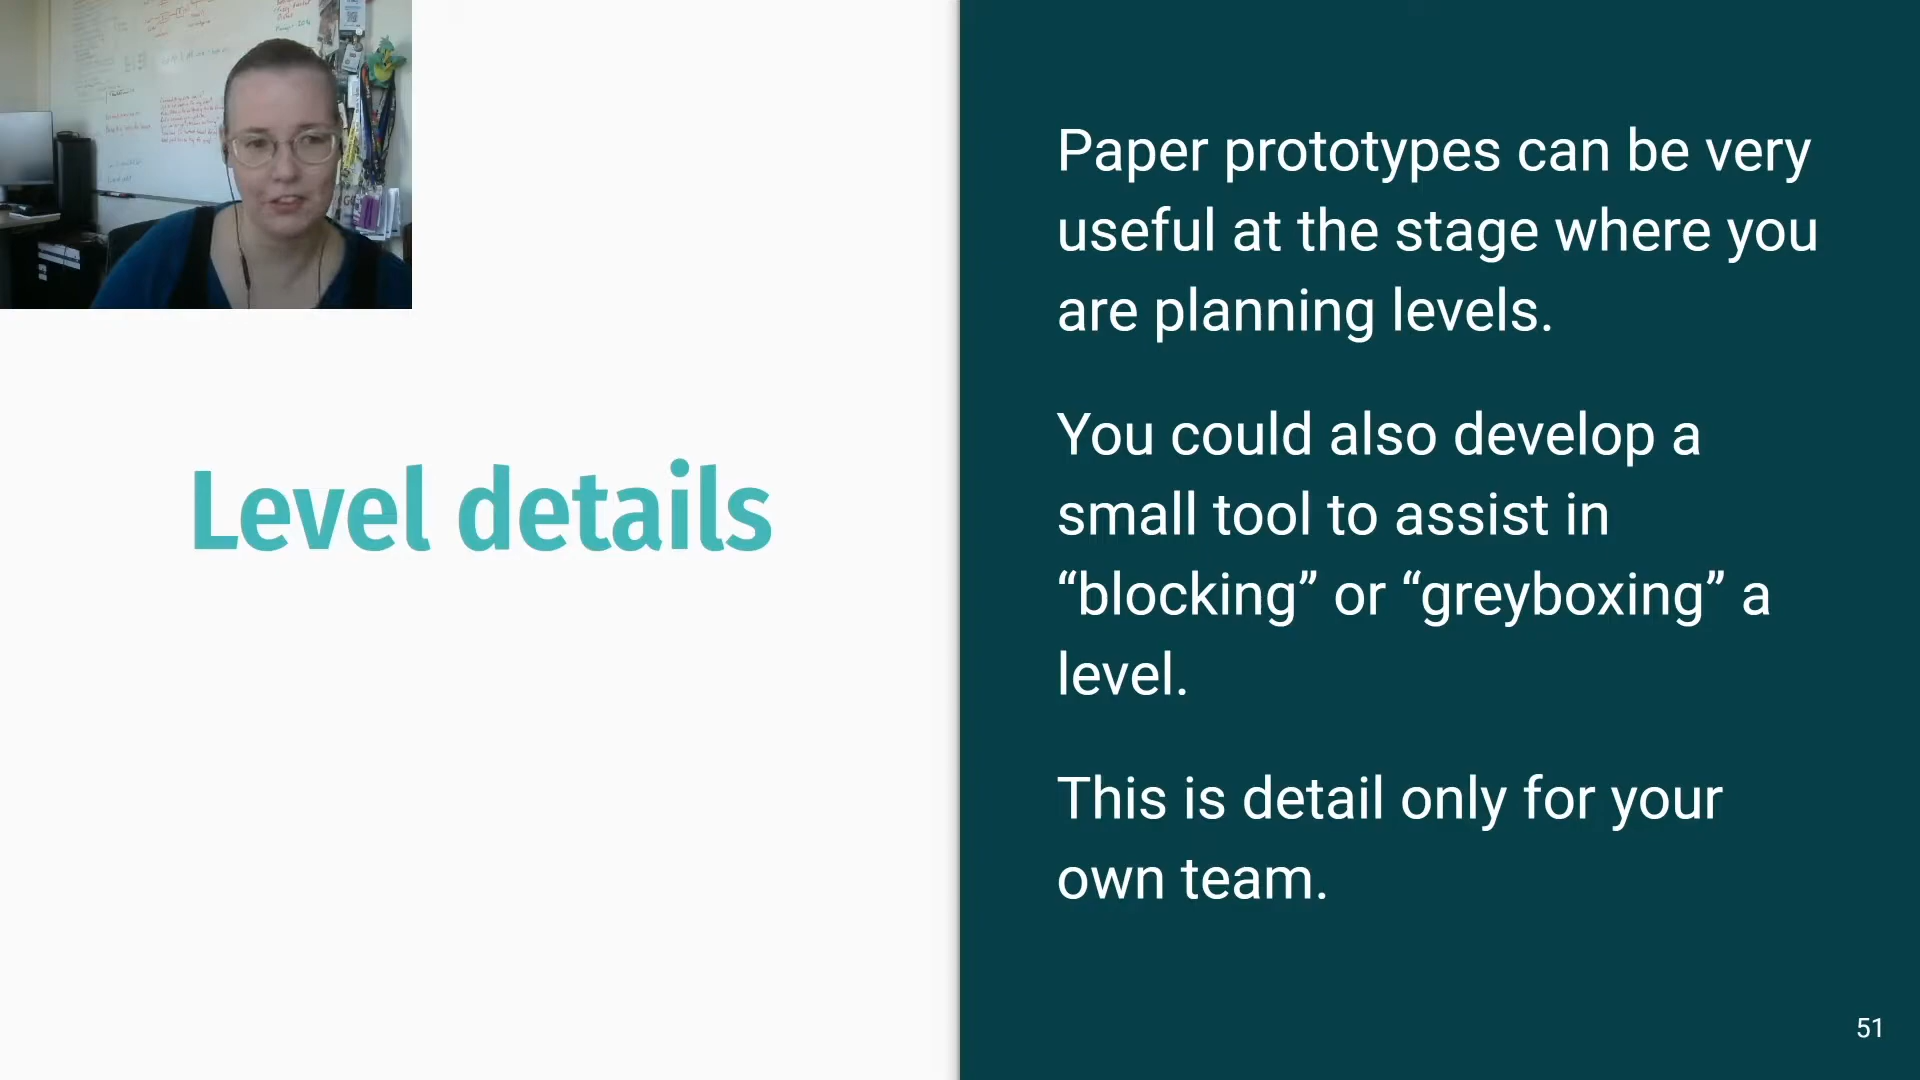 Level details
Paper prototypes can be very
useful at the stage where you
are planning levels.
You could also develop a
small tool to assist in
“blocking” or “greyboxing” a
level.
This is detail only for your
own team.
51